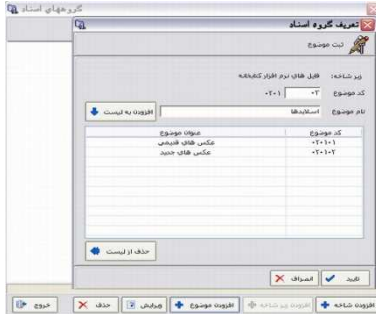 گروههای اسناد
تعریف گروه اسناد
ثبت موضوع
زیر شاخه: فایل های نرم افزار کتابخانه
کد موضوع ۰۳ ۰۲۰۱
نام موضوع اسلایدها افزودن به لیست
کد موضوع عنوان موضوع
۰۲۰۱۰۱ عکس های قدیمی
۰۲۰۱۰۲ عکس های جدید
حذف از لیست
تایید انصراف
افزودن شاخه افزودن زیر شاخه افزودن موضوع ویرایش حذف خروج